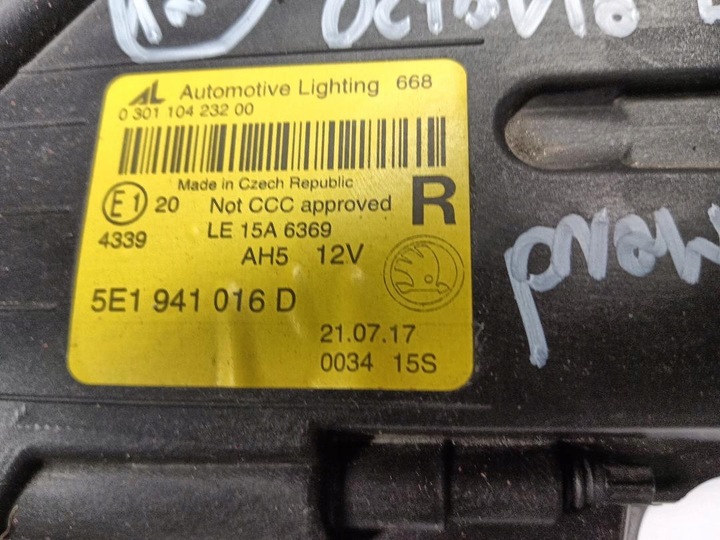 Octavia
AL Automotive Lighting 668
0 301 104 232 00
Made in Czech Republic
E1 20 Not CCC approved R
4339 LE 15A 6369
AH5 12V
5E1 941 016 D
21.07.17
0034 15S